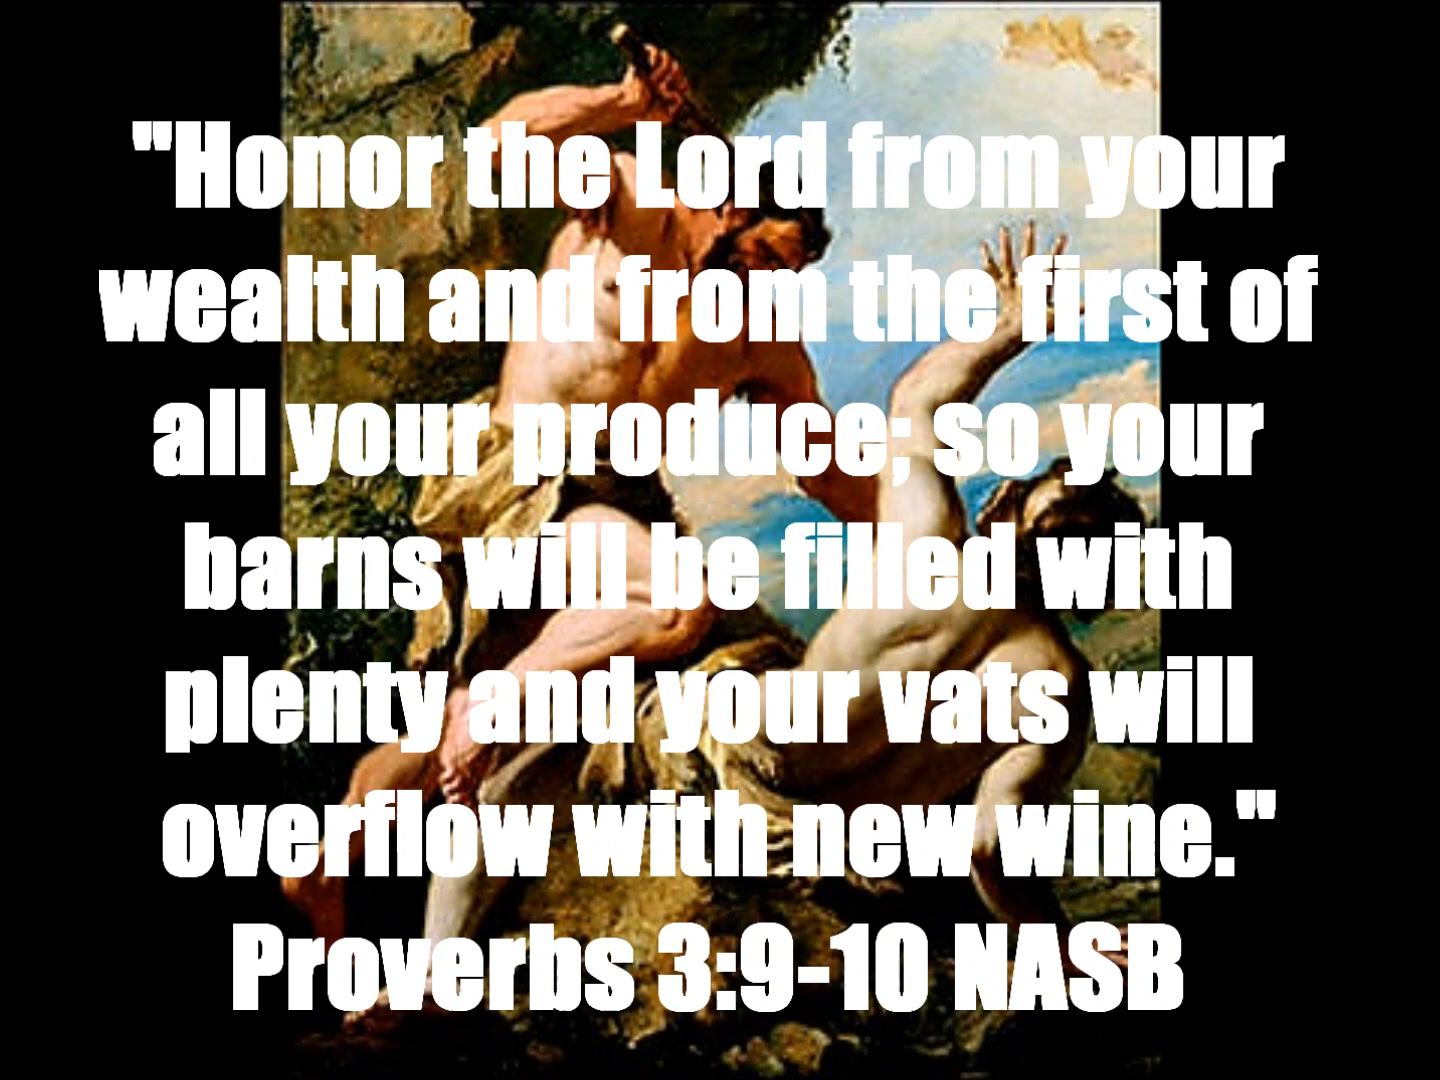 "Honor the Lord from your
wealth and from the first of
all your produce; so your
barns will be filled with
plenty and your vats will
overflow with new wine."
Proverbs 3:9-10 NASB